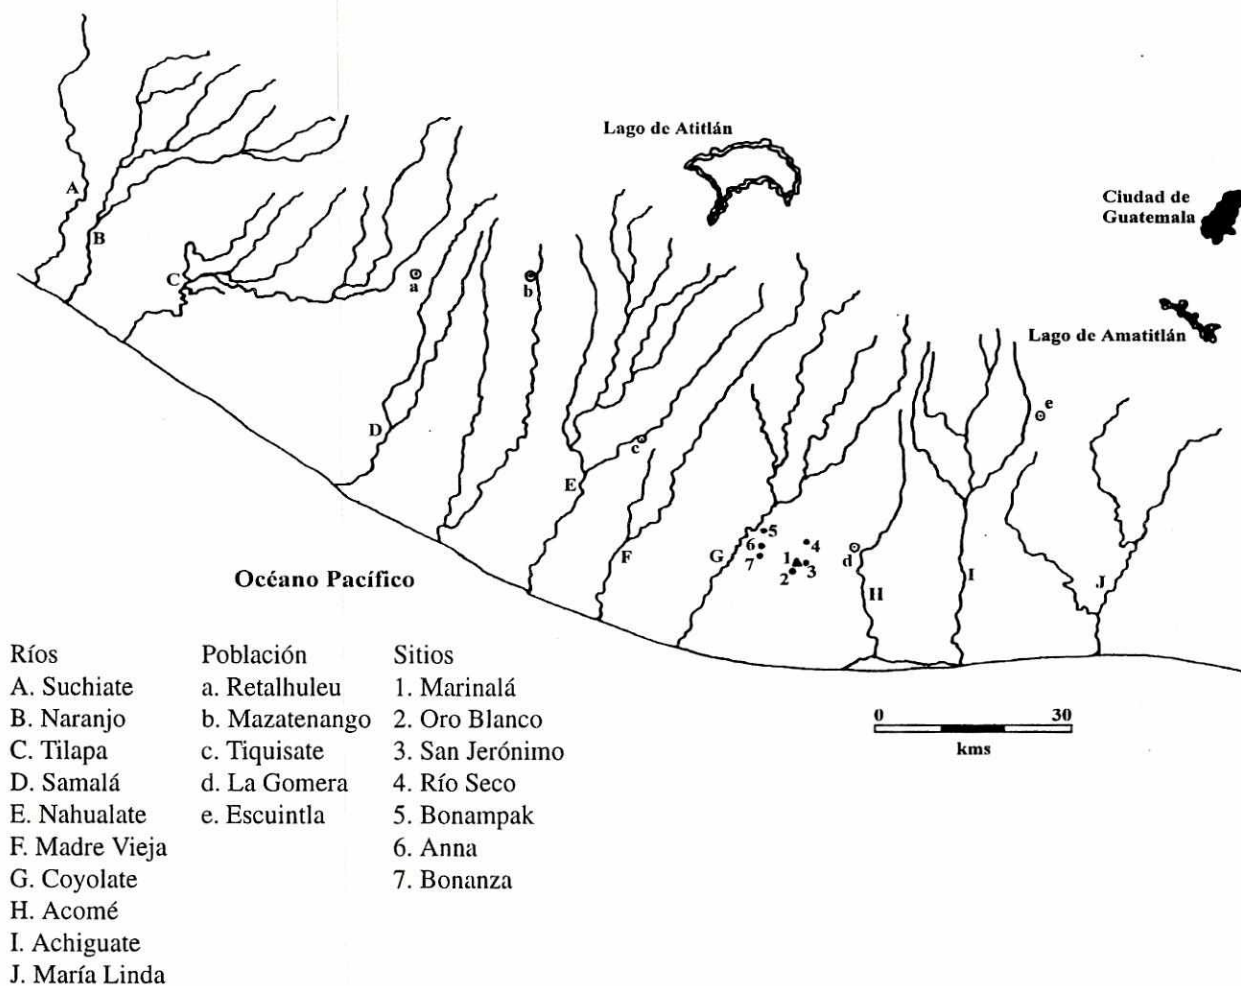 Lago de Atitlán
Ciudad de
Guatemala
A
B
C
a
b
Lago de Amatitlán
e
D
c
E
5
4
6
F
G
7
1
3
d
2
I
J
H
Océano Pacífico
0 30
kms
Ríos
A. Suchiate
B. Naranjo
C. Tilapa
D. Samalá
E. Nahualate
F. Madre Vieja
G. Coyolate
H. Acomé
I. Achiguate
J. María Linda
Población
a. Retalhuleu
b. Mazatenango
c. Tiquisate
d. La Gomera
e. Escuintla
Sitios
1. Marinalá
2. Oro Blanco
3. San Jerónimo
4. Río Seco
5. Bonampak
6. Anna
7. Bonanza